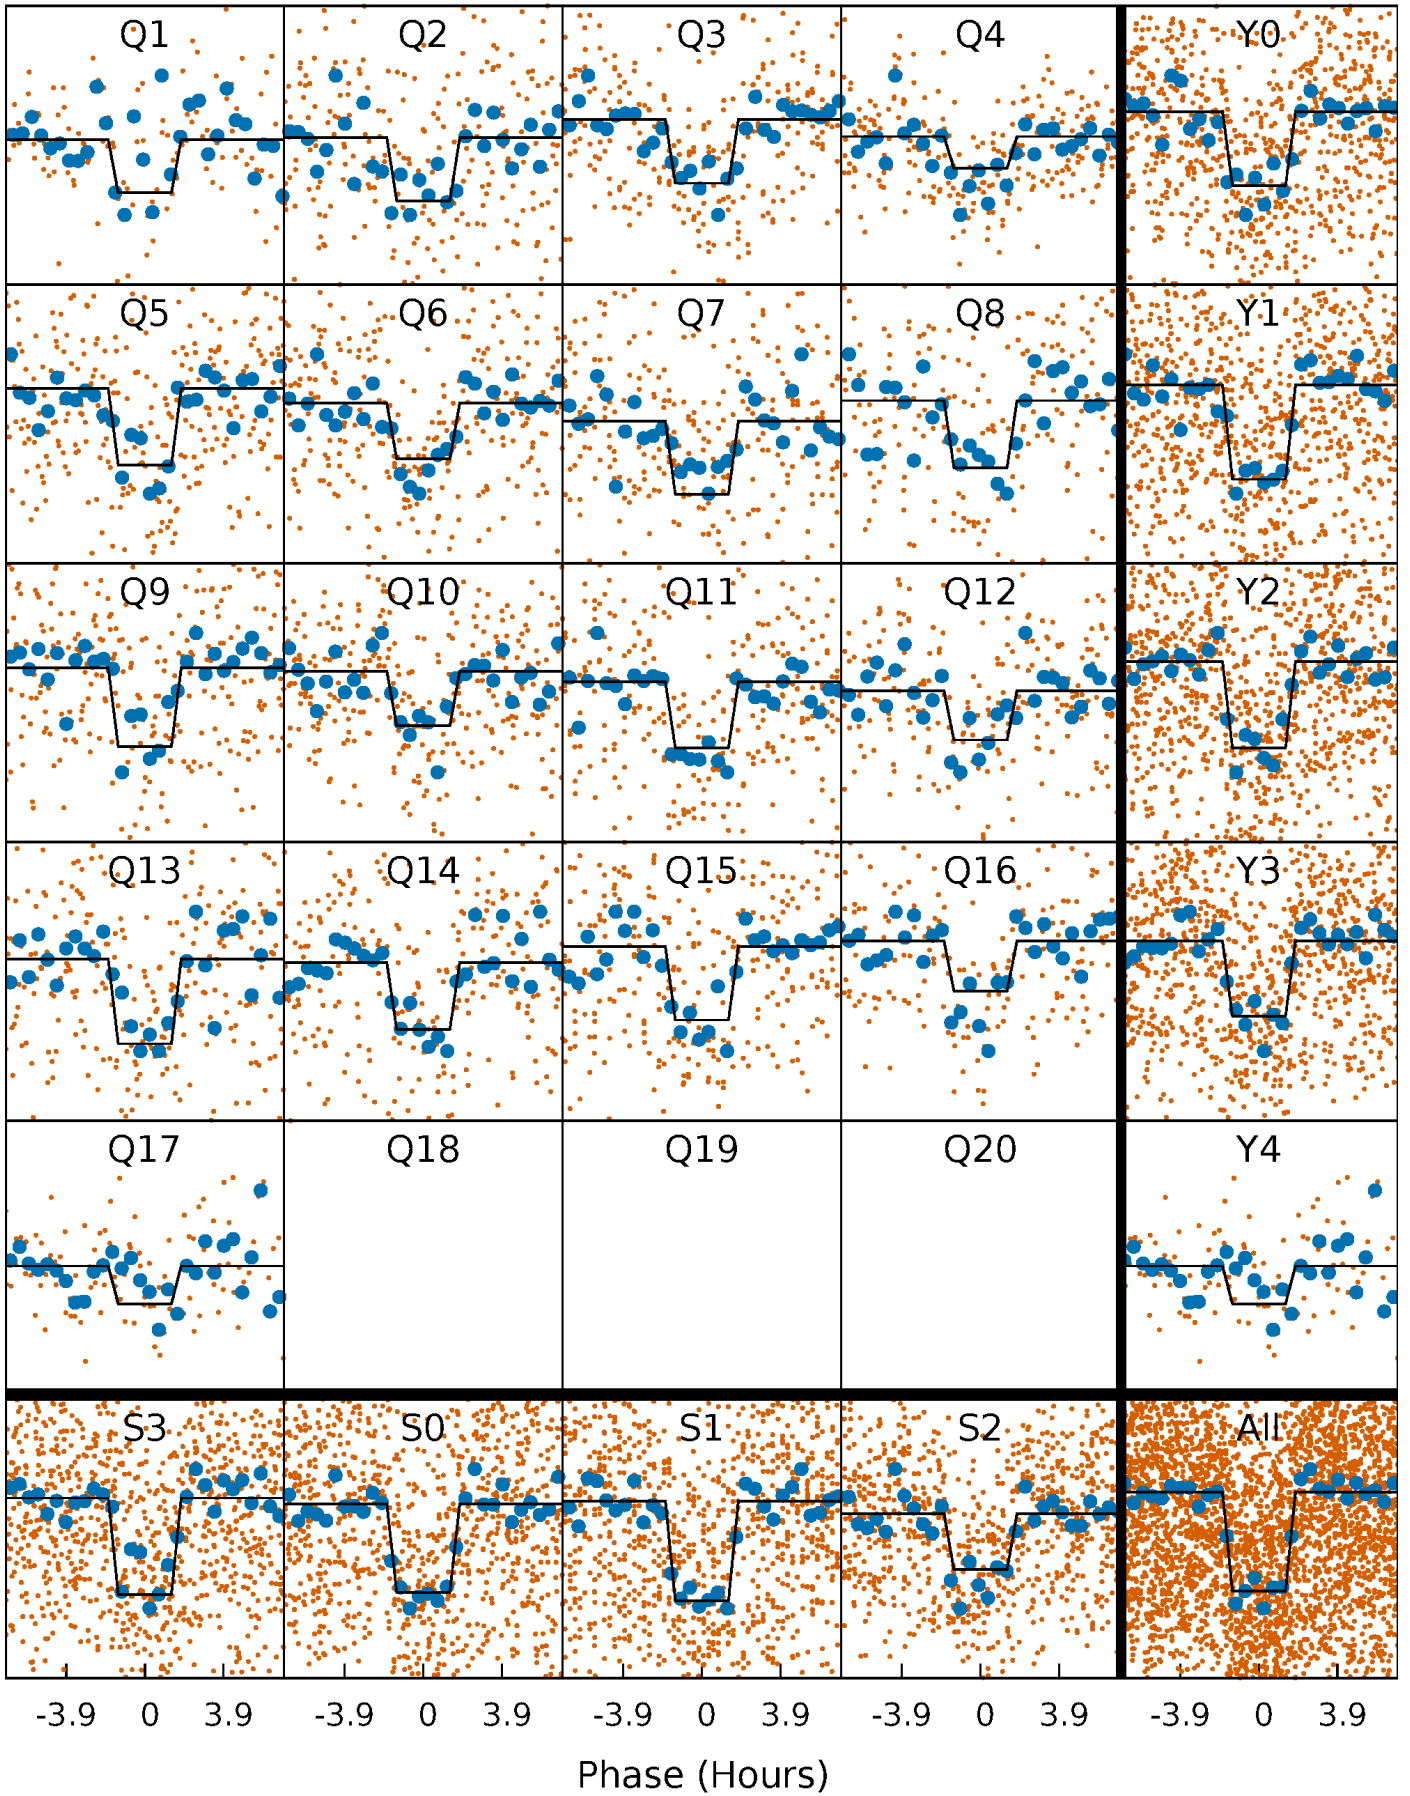 Q1 Q2 Q3 Q4 Y0
Q5 Q6 Q7 Q8 Y1
Q9 Q10 Q11 Q12 Y2
Q13 Q14 Q15 Q16 Y3
Q17 Q18 Q19 Q20 Y4
S3 S0 S1 S2 All
-3.9 0 3.9 -3.9 0 3.9 -3.9 0 3.9 -3.9 0 3.9 -3.9 0 3.9
Phase (Hours)